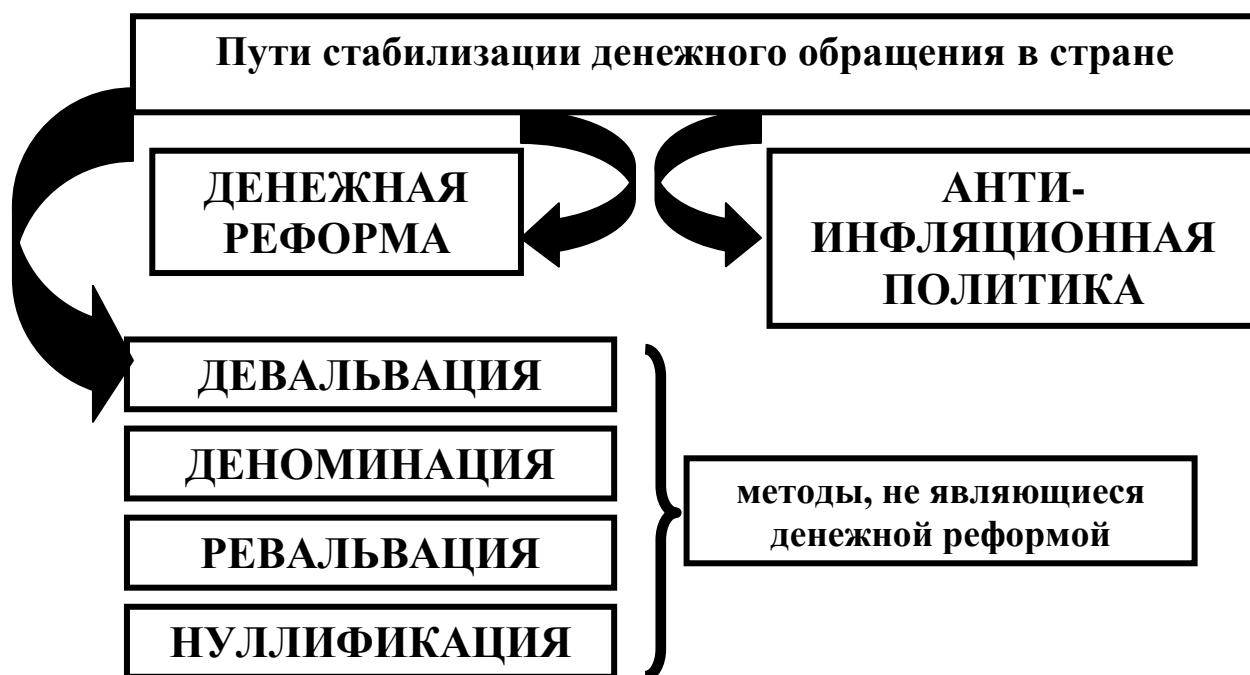 Пути стабилизации денежного обращения в стране
ДЕНЕЖНАЯ
РЕФОРМА
АНТИ-
ИНФЛЯЦИОННАЯ
ПОЛИТИКА
ДЕВАЛЬВАЦИЯ
ДЕНОМИНАЦИЯ
РЕВАЛЬВАЦИЯ
НУЛЛИФИКАЦИЯ
методы, не являющиеся
денежной реформой